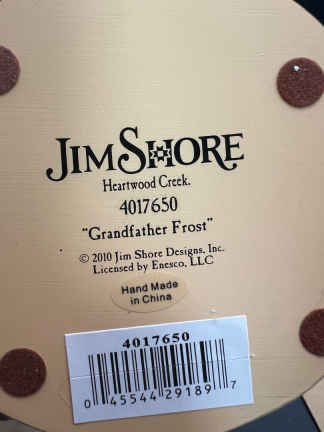 JIM SHORE
Heartwood Creek.
4017650
"Grandfather Frost"
© 2010 Jim Shore Designs, Inc.
Licensed by Enesco, LLC
Hand Made
in China
4017650
0 45544 29189 7